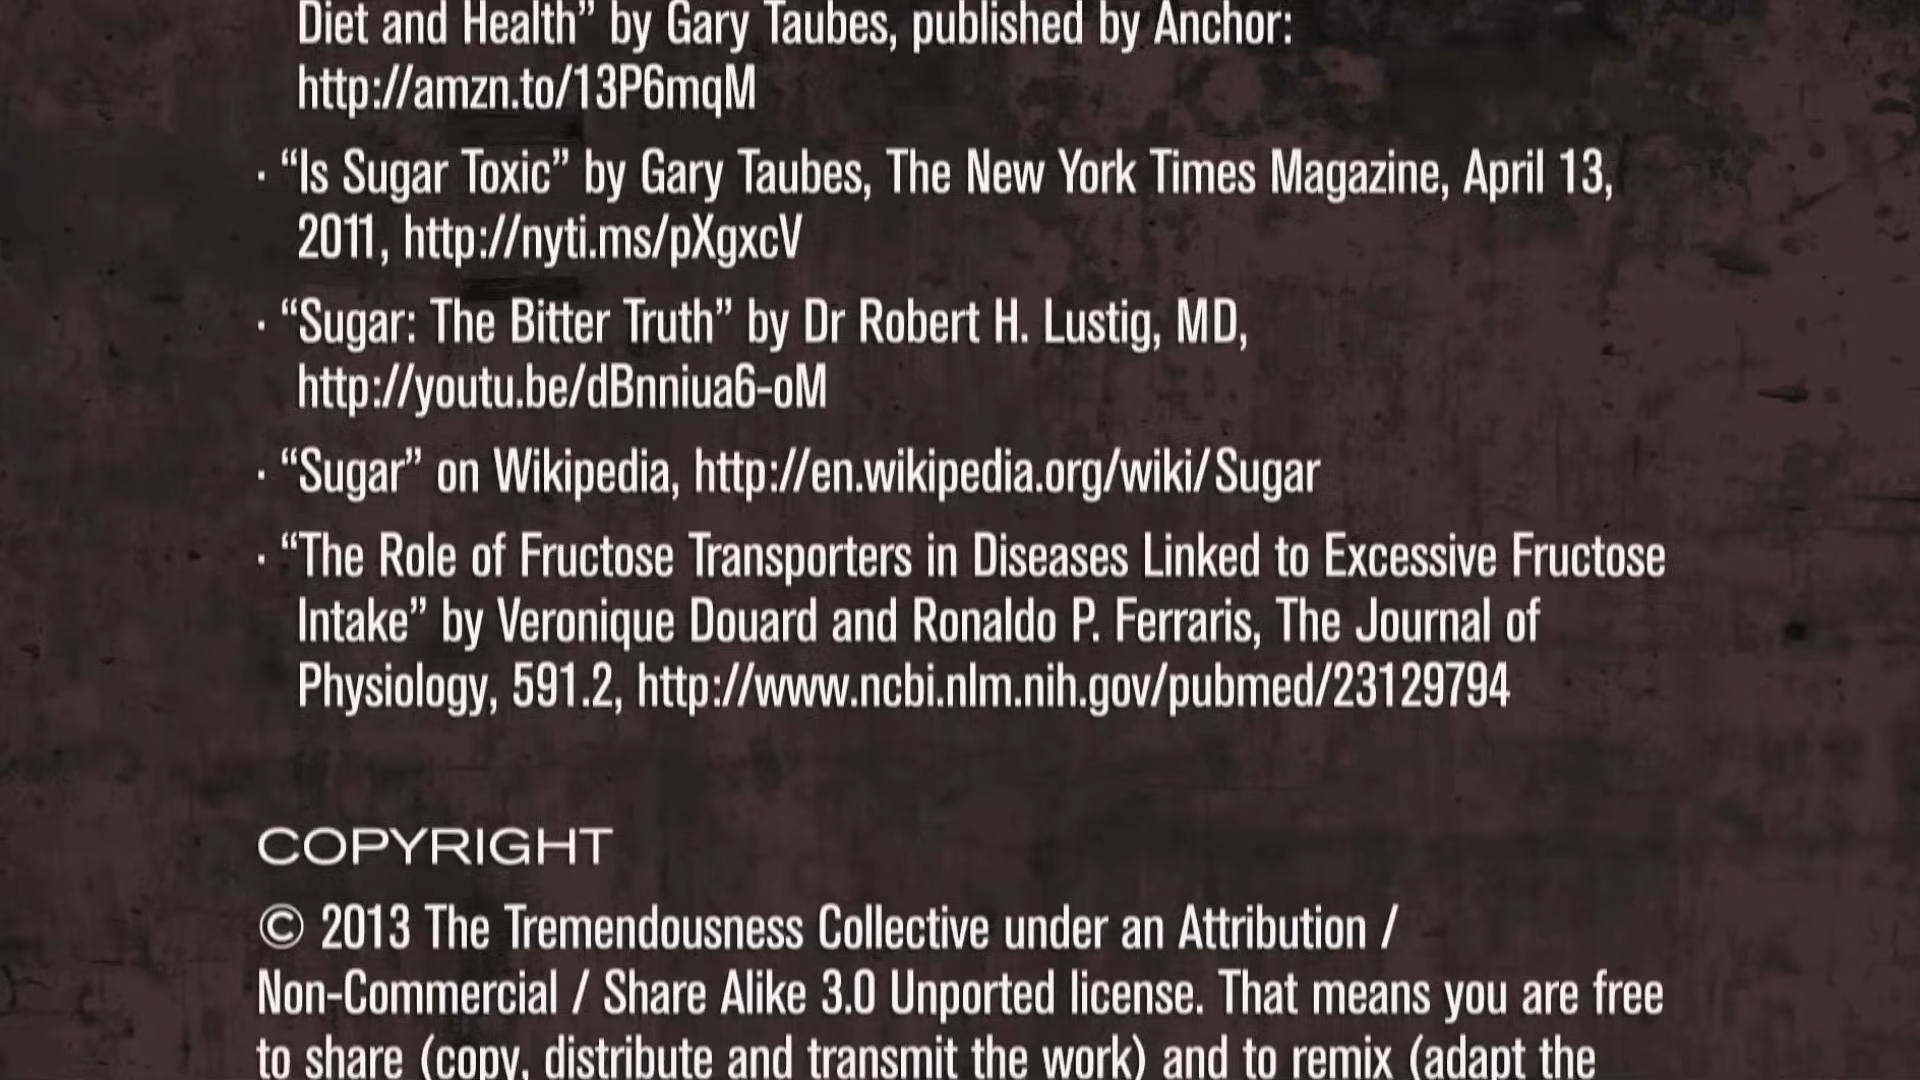 Diet and Health” by Gary Taubes, published by Anchor:
http://amzn.to/13P6mqM
· “Is Sugar Toxic” by Gary Taubes, The New York Times Magazine, April 13,
2011, http://nyti.ms/pXgxcV
· “Sugar: The Bitter Truth” by Dr Robert H. Lustig, MD,
http://youtu.be/dBnniua6-oM
· “Sugar” on Wikipedia, http://en.wikipedia.org/wiki/Sugar
· “The Role of Fructose Transporters in Diseases Linked to Excessive Fructose
Intake” by Veronique Douard and Ronaldo P. Ferraris, The Journal of
Physiology, 591.2, http://www.ncbi.nlm.nih.gov/pubmed/23129794
COPYRIGHT
© 2013 The Tremendousness Collective under an Attribution /
Non-Commercial / Share Alike 3.0 Unported license. That means you are free
to share (copy, distribute and transmit the work) and to remix (adapt the